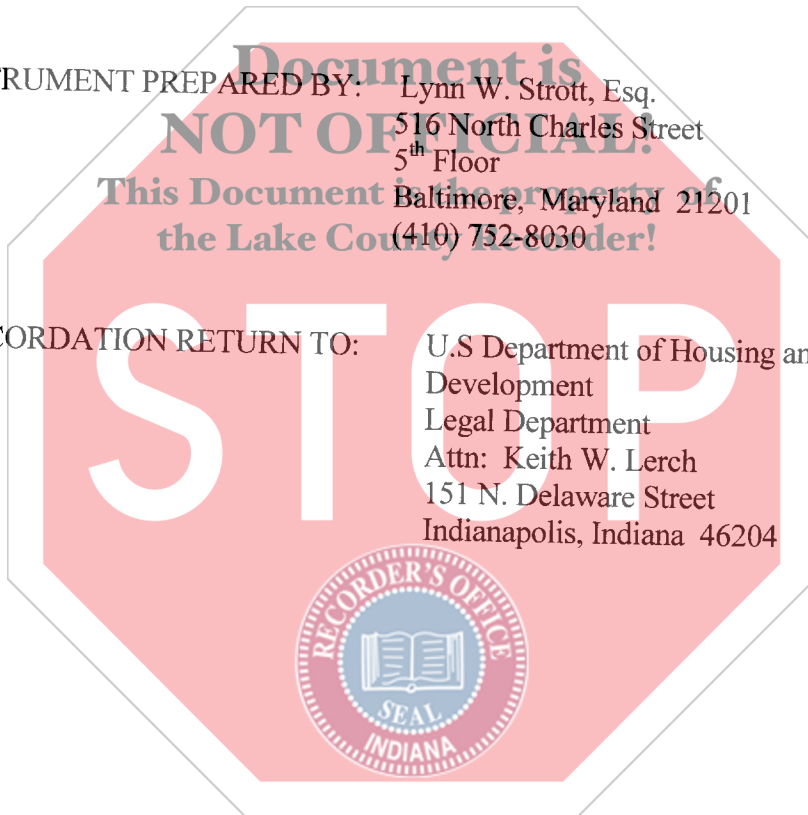 Document is
TRUMENT PREPARED BY: Lynn W. Strott, Esq.
NOT OFFICIAL!
516 North Charles Street
5th Floor
This Document is the property of
Baltimore, Maryland 21201
the Lake County Recorder!
(410) 752-8030
CORDATION RETURN TO: U.S Department of Housing an
Development
Legal Department
Attn: Keith W. Lerch
151 N. Delaware Street
Indianapolis, Indiana 46204
STOP
RECORDER'S OFFICE
SEAL
INDIANA